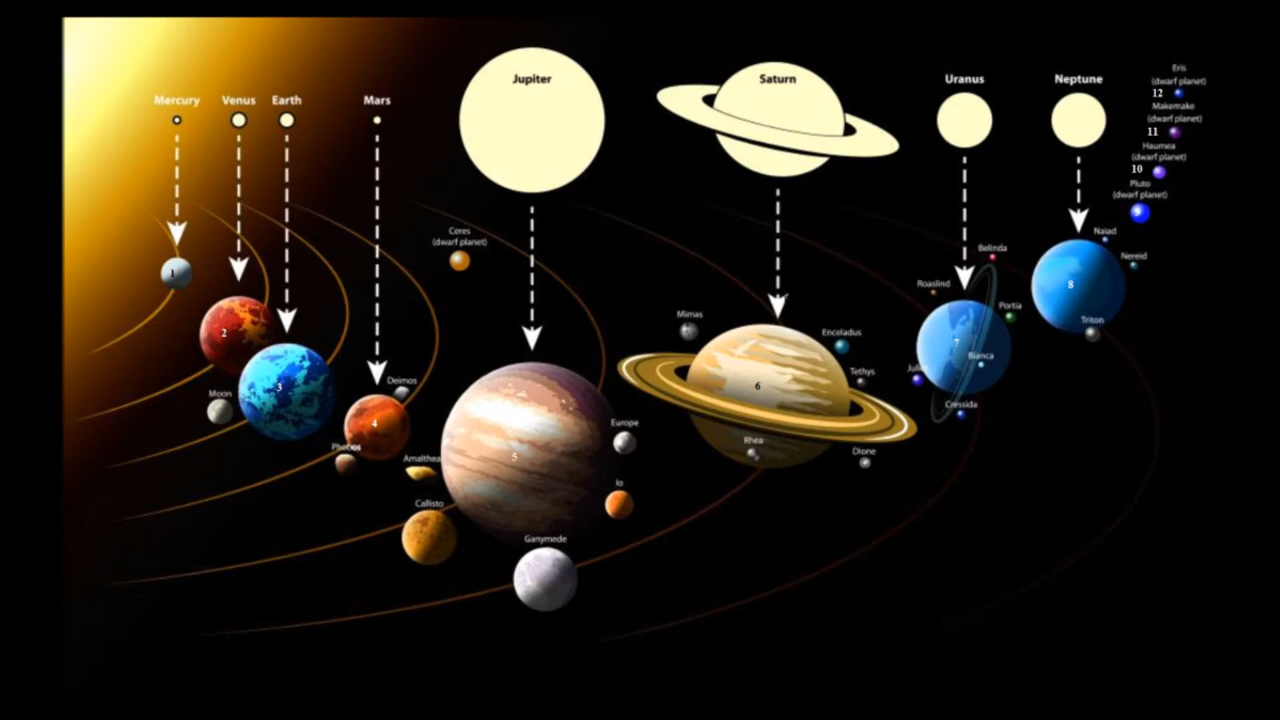 Mercury
Venus
Earth
Mars
Jupiter
Saturn
Uranus
Neptune
Eris
(dwarf planet)
12
Makemake
(dwarf planet)
11
Haumea
(dwarf planet)
10
Pluto
(dwarf planet)
9
Ceres
(dwarf planet)
1
2
3
Moon
4
Deimos
Phebos
5
Amalthea
Callisto
Ganymede
Europe
Io
6
Mimas
Enceladus
Tethys
Rhea
Dione
7
Belinda
Roaslind
Portia
Bianca
Cressida
8
Naiad
Nereid
Triton